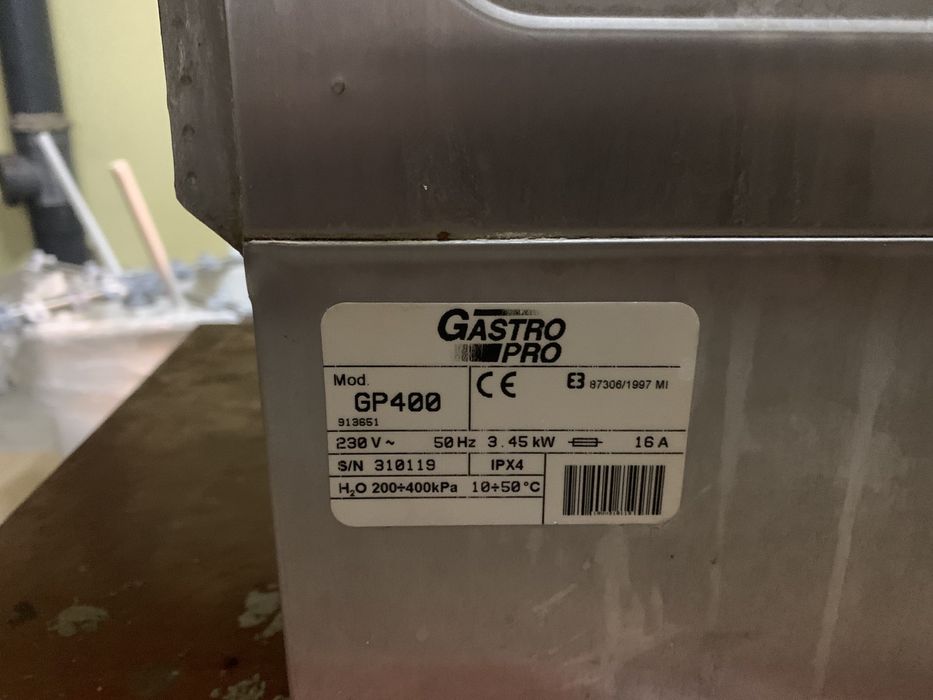 GASTRO
PRO
Mod.
GP400
913651
CE
87306/1997 MI
230 V ~ 50 Hz 3.45 kW 16 A
S/N 310119 IPX4
H₂O 200÷400kPa 10÷50°C